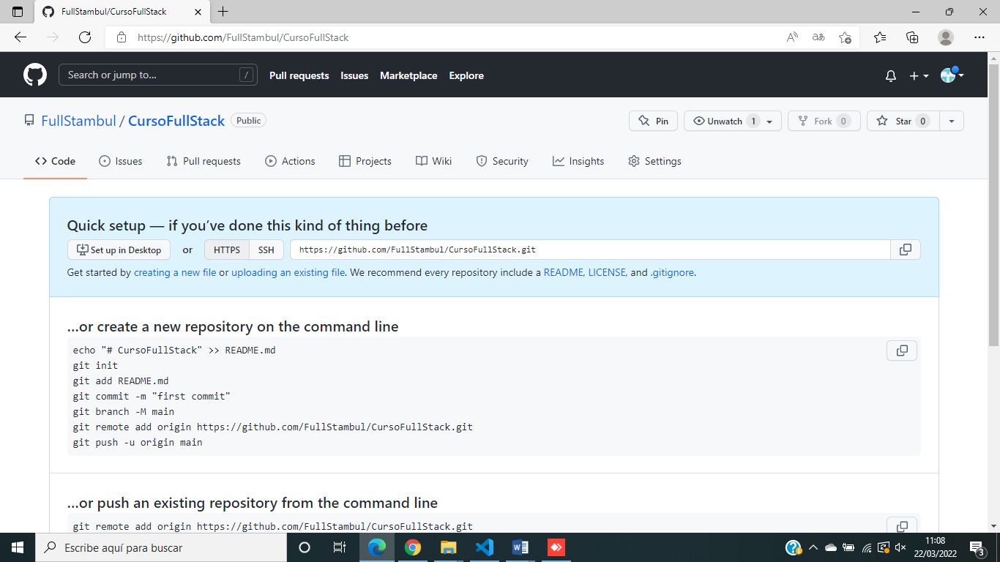 FullStambul/CursoFullStack
https://github.com/FullStambul/CursoFullStack
Search or jump to... /
Pull requests Issues Marketplace Explore
FullStambul / CursoFullStack Public
Pin Unwatch 1 Fork 0 Star 0
Code Issues Pull requests Actions Projects Wiki Security Insights Settings
Quick setup — if you’ve done this kind of thing before
Set up in Desktop or HTTPS SSH https://github.com/FullStambul/CursoFullStack.git
Get started by creating a new file or uploading an existing file. We recommend every repository include a README, LICENSE, and .gitignore.
…or create a new repository on the command line
echo "# CursoFullStack" >> README.md
git init
git add README.md
git commit -m "first commit"
git branch -M main
git remote add origin https://github.com/FullStambul/CursoFullStack.git
git push -u origin main
…or push an existing repository from the command line
git remote add origin https://github.com/FullStambul/CursoFullStack.git
Escribe aquí para buscar
11:08
22/03/2022
3